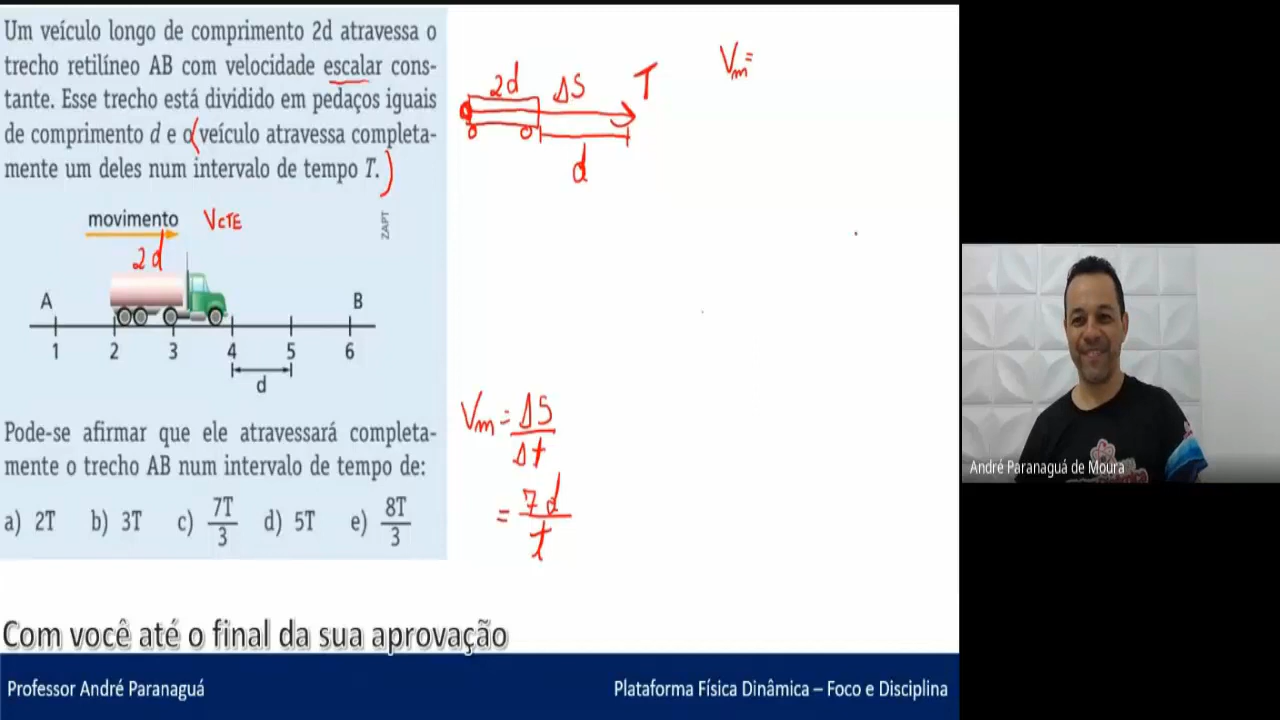 Um veículo longo de comprimento 2d atravessa o
trecho retilíneo AB com velocidade escalar cons-
tante. Esse trecho está dividido em pedaços iguais
de comprimento d e o (veículo atravessa completa-
mente um deles num intervalo de tempo T.)
movimento VCTE
ZAPT
2d
A B
1 2 3 4 5 6
d
Pode-se afirmar que ele atravessará completa-
mente o trecho AB num intervalo de tempo de:
a) 2T b) 3T c) 7T/3 d) 5T e) 8T/3
2d ΔS T
d
Vm=
Vm = ΔS/Δt
= 7d/t
André Paranaguá de Moura
Com você até o final da sua aprovação
Professor André Paranaguá
Plataforma Física Dinâmica – Foco e Disciplina